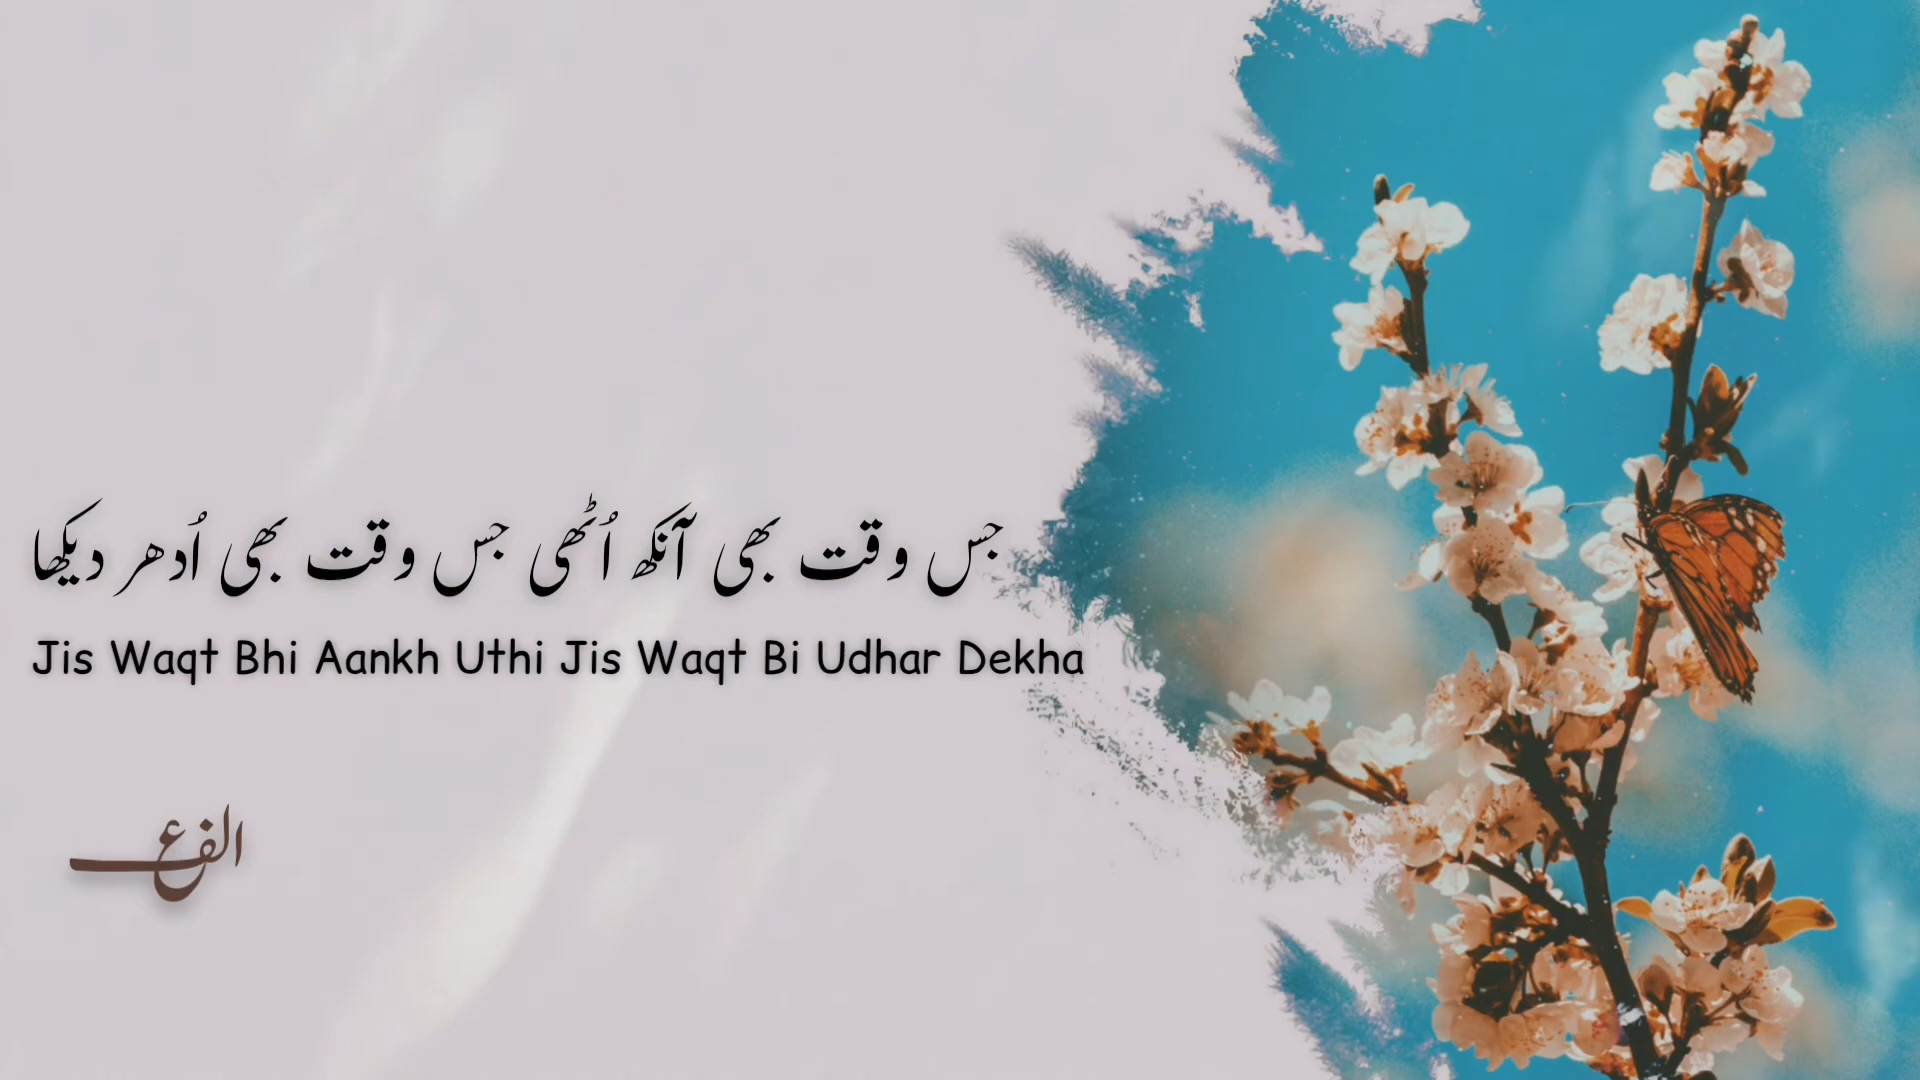 جس وقت بھی آنکھ اُٹھی جس وقت بھی اُدھر دیکھا
Jis Waqt Bhi Aankh Uthi Jis Waqt Bi Udhar Dekha